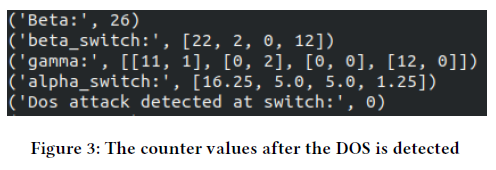 ('Beta:', 26)
('beta_switch:', [22, 2, 0, 12])
('gamma:', [[11, 1], [0, 2], [0, 0], [12, 0]])
('alpha_switch:', [16.25, 5.0, 5.0, 1.25])
('Dos attack detected at switch:', 0)
Figure 3: The counter values after the DOS is detected